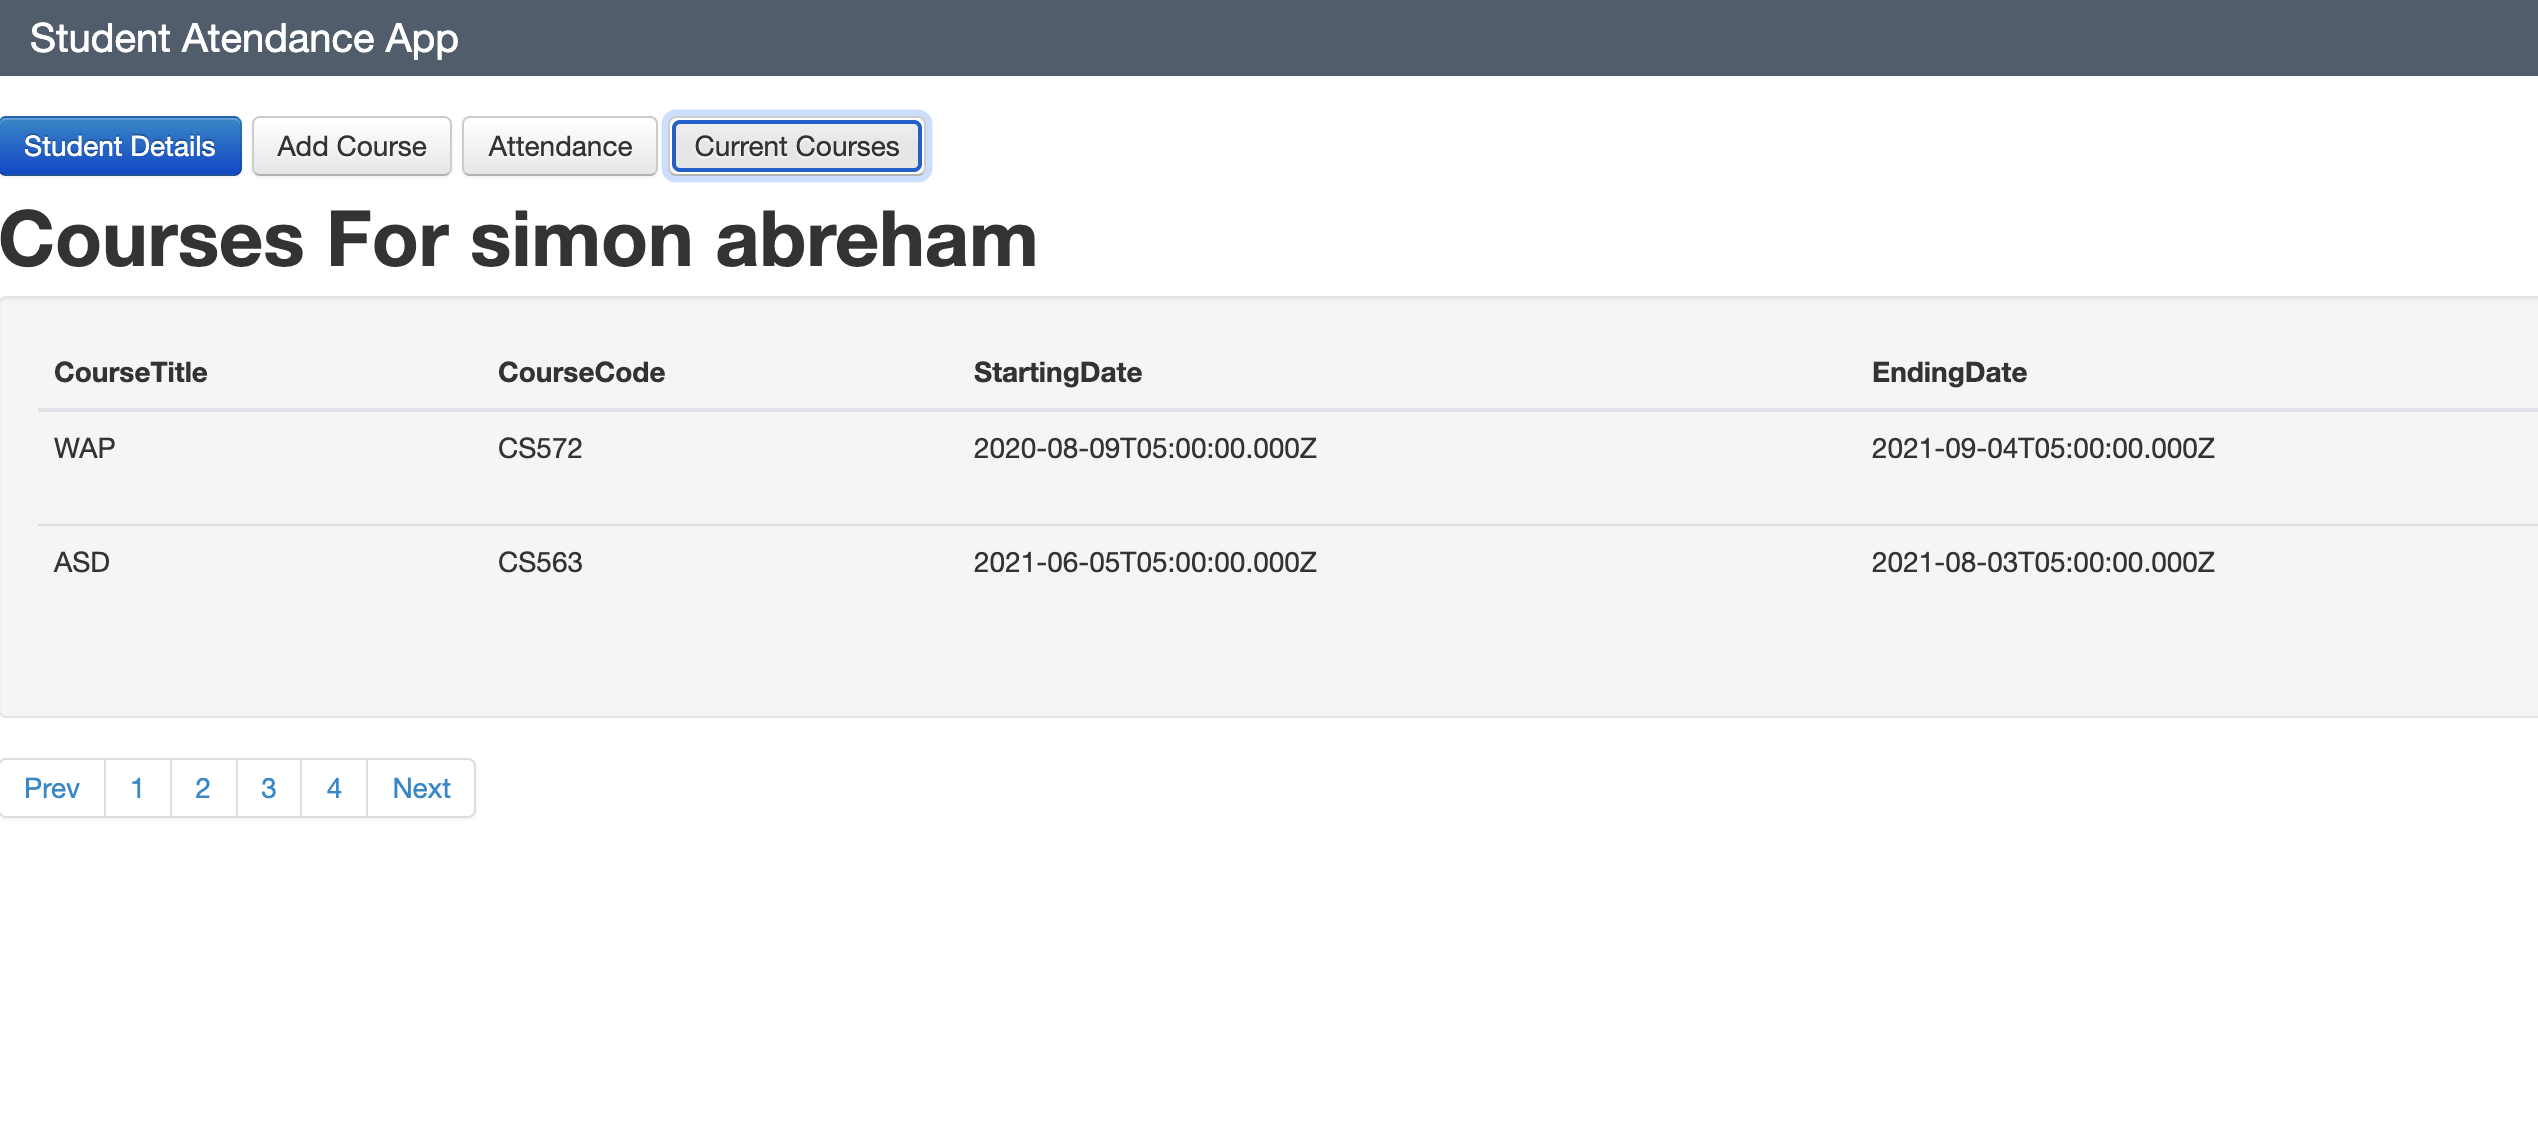 Student Atendance App
Student Details Add Course Attendance Current Courses
Courses For simon abreham
CourseTitle CourseCode StartingDate EndingDate
WAP CS572 2020-08-09T05:00:00.000Z 2021-09-04T05:00:00.000Z
ASD CS563 2021-06-05T05:00:00.000Z 2021-08-03T05:00:00.000Z
Prev 1 2 3 4 Next